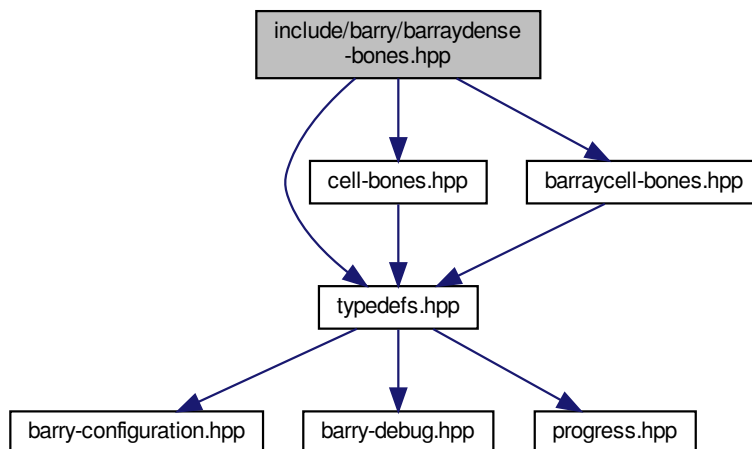 include/barry/barraydense
-bones.hpp
cell-bones.hpp
barraycell-bones.hpp
typedefs.hpp
barry-configuration.hpp
barry-debug.hpp
progress.hpp